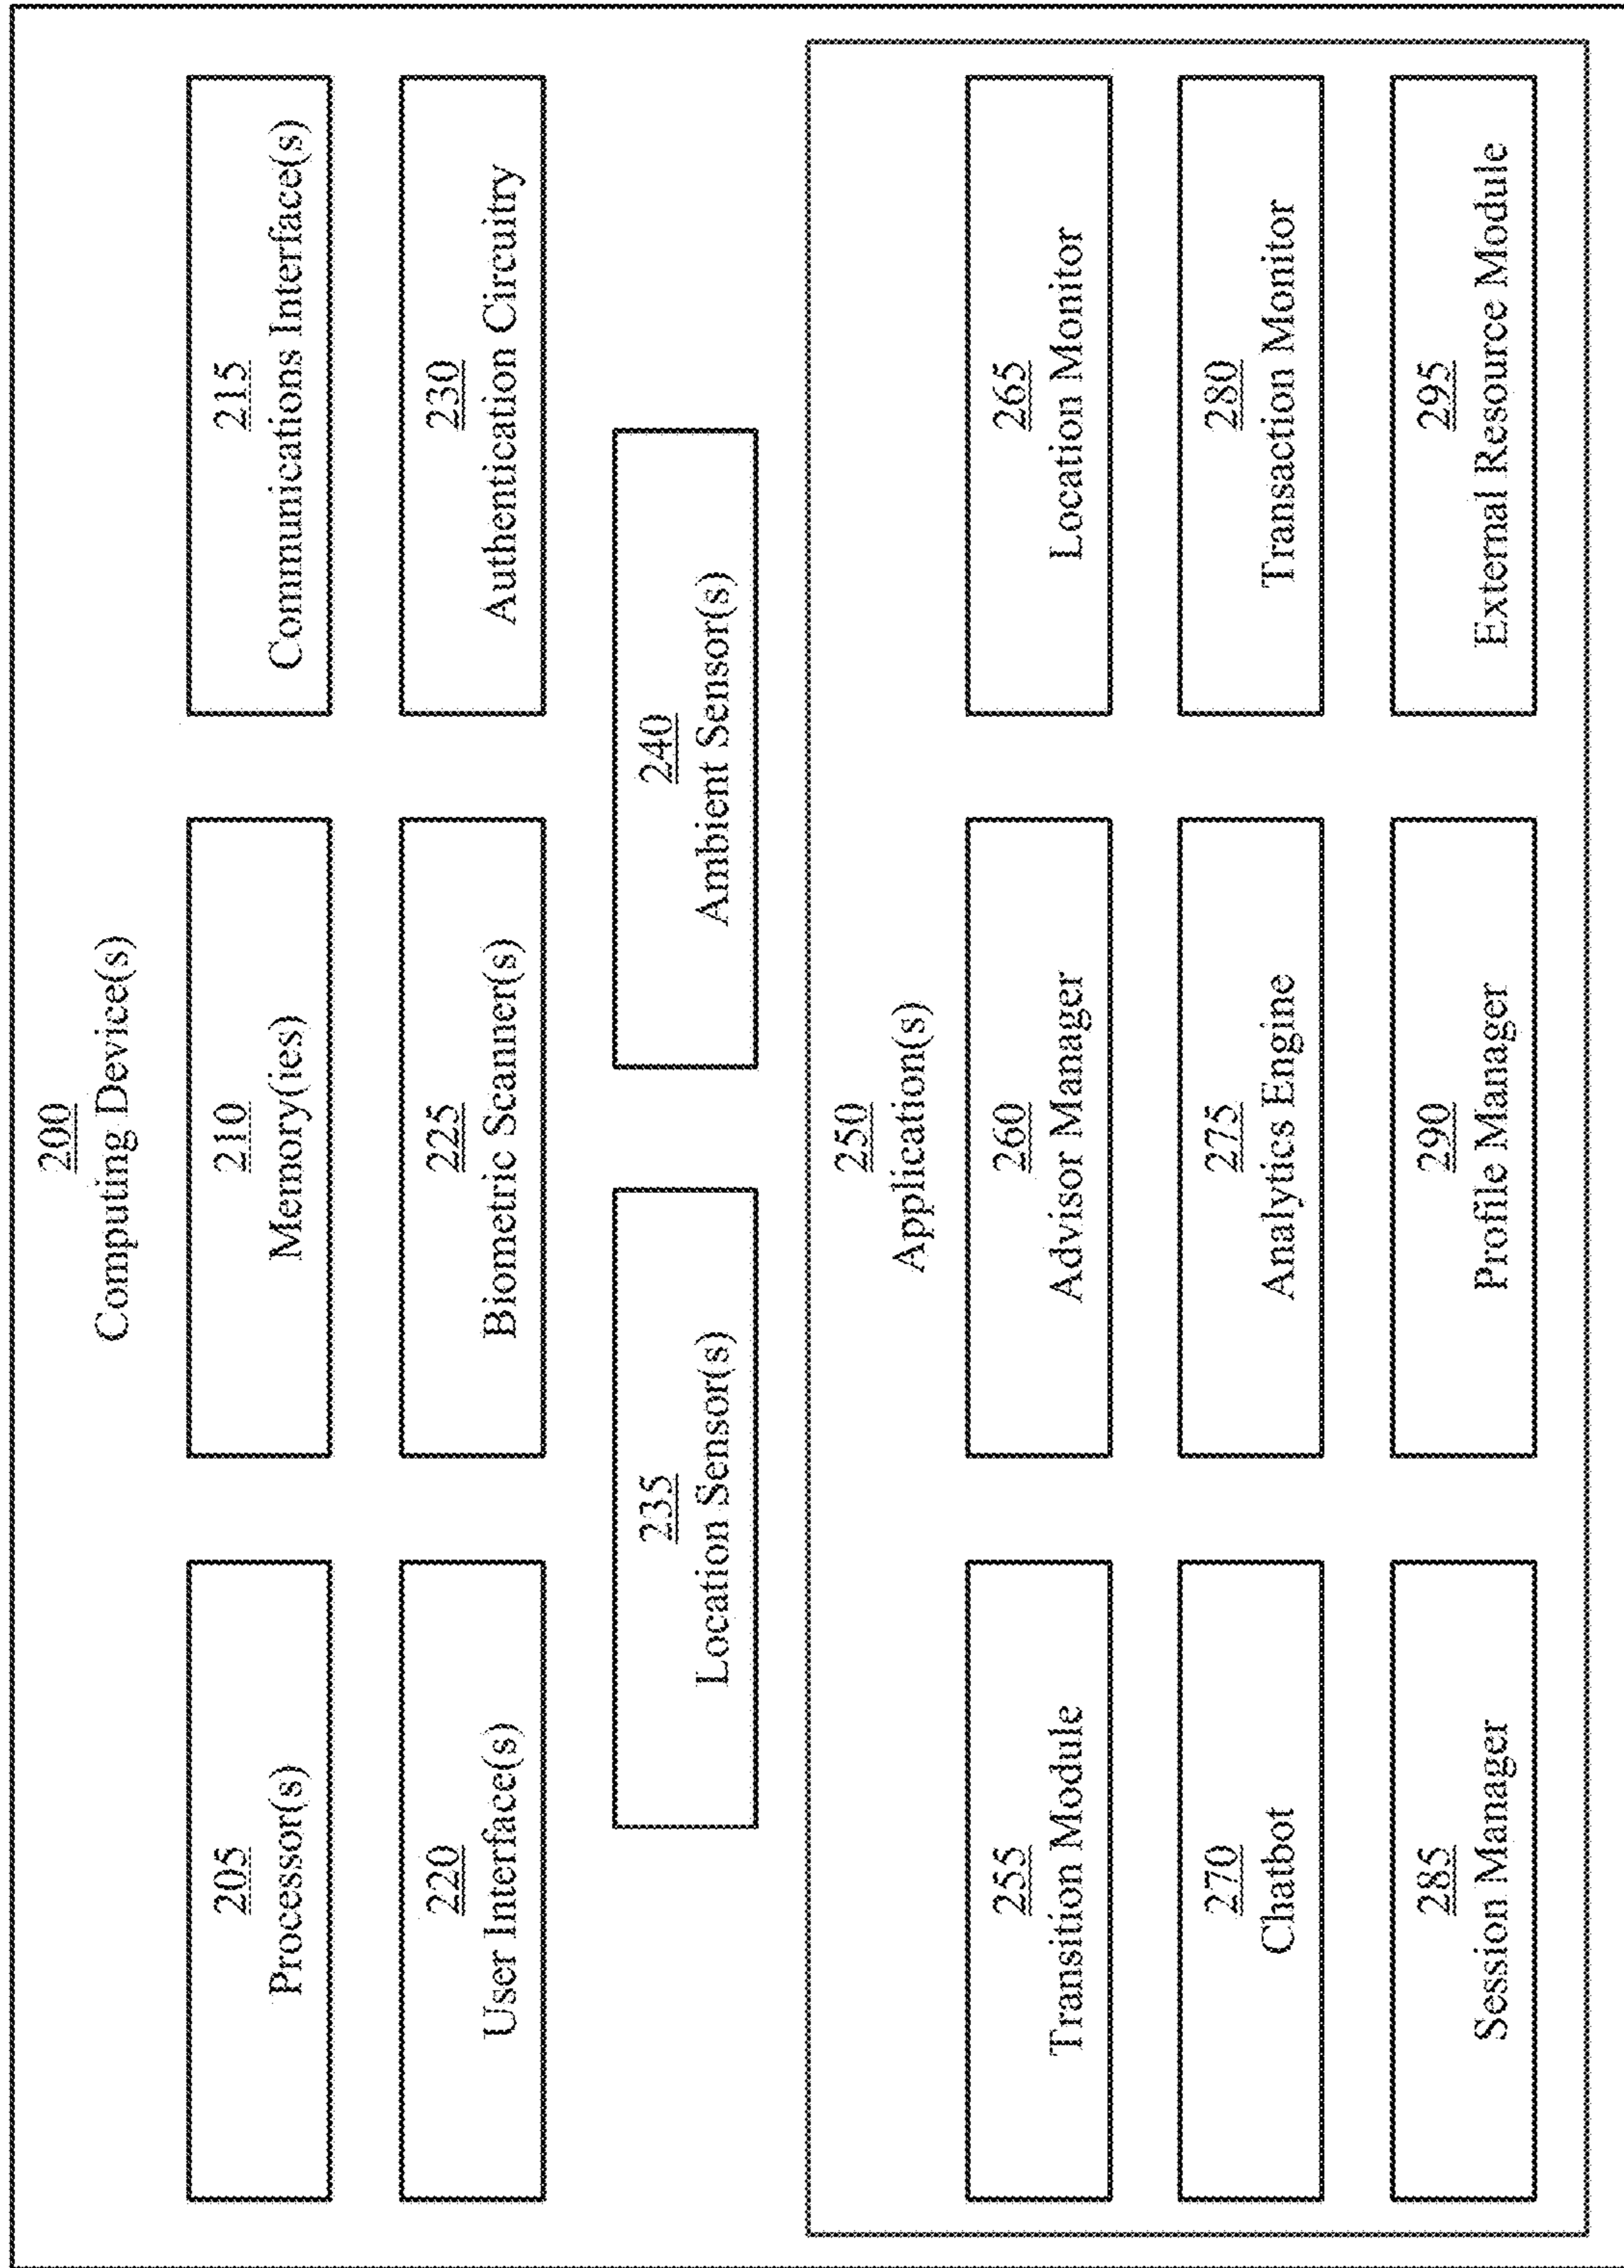 200
Computing Device(s)
205
Processor(s)
210
Memory(ies)
215
Communications Interface(s)
220
User Interface(s)
225
Biometric Scanner(s)
230
Authentication Circuitry
235
Location Sensor(s)
240
Ambient Sensor(s)
250
Application(s)
255
Transition Module
260
Advisor Manager
265
Location Monitor
270
Chatbot
275
Analytics Engine
280
Transaction Monitor
285
Session Manager
290
Profile Manager
295
External Resource Module